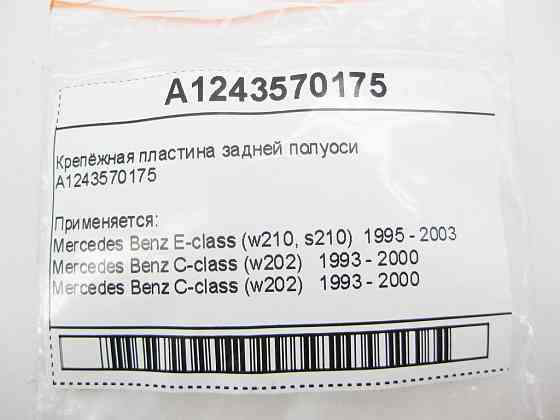 A1243570175
Крепёжная пластина задней полуоси
A1243570175
Применяется:
Mercedes Benz E-class (w210, s210) 1995 - 2003
Mercedes Benz C-class (w202) 1993 - 2000
Mercedes Benz C-class (w202) 1993 - 2000